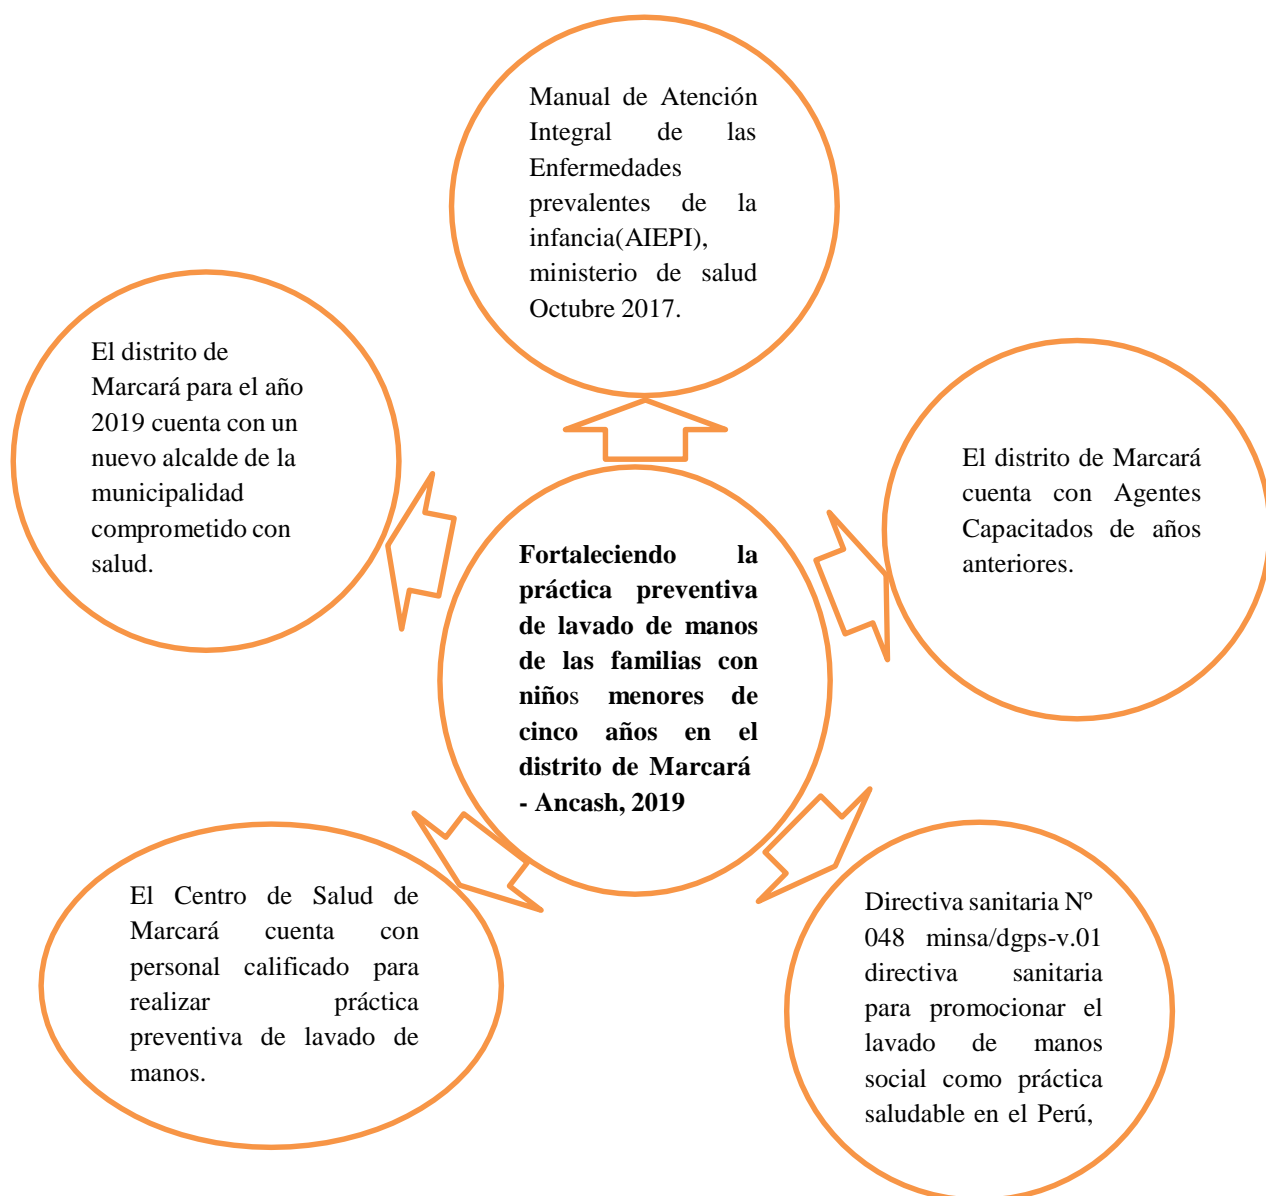 Manual de Atención
Integral de las
Enfermedades
prevalentes de la
infancia(AIEPI),
ministerio de salud
Octubre 2017.
El distrito de
Marcará para el año
2019 cuenta con un
nuevo alcalde de la
municipalidad
comprometido con
salud.
El distrito de Marcará
cuenta con Agentes
Capacitados de años
anteriores.
Fortaleciendo la
práctica preventiva
de lavado de manos
de las familias con
niños menores de
cinco años en el
distrito de Marcará
- Ancash, 2019
El Centro de Salud de
Marcará cuenta con
personal calificado para
realizar práctica
preventiva de lavado de
manos.
Directiva sanitaria Nº
048 minsa/dgps-v.01
directiva sanitaria
para promocionar el
lavado de manos
social como práctica
saludable en el Perú,